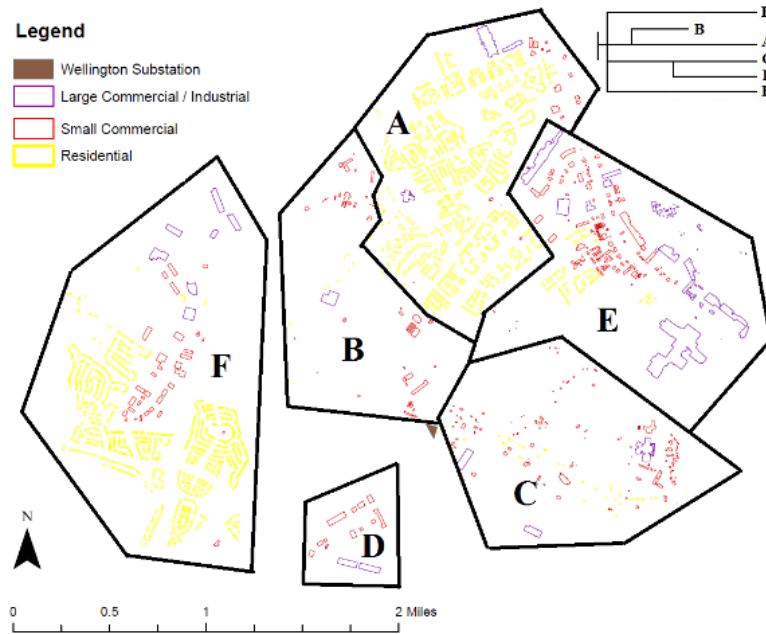 Legend
Wellington Substation
Large Commercial / Industrial
Small Commercial
Residential
B
A
C
A
E
B
F
C
D
N
0 0.5 1 2 Miles